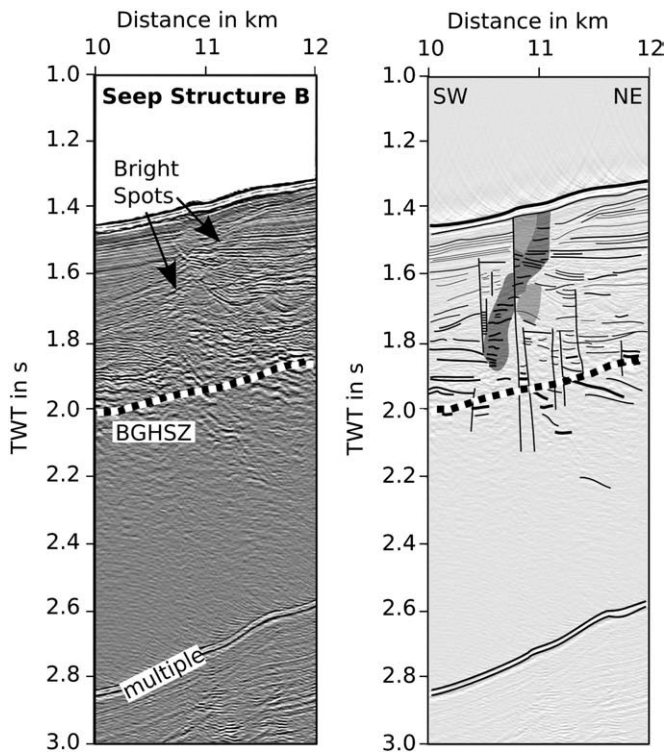 Distance in km
10 11 12
Seep Structure B
Bright
Spots
BGHSZ
multiple
TWT in s
1.0
1.2
1.4
1.6
1.8
2.0
2.2
2.4
2.6
2.8
3.0
Distance in km
10 11 12
SW NE
TWT in s
1.0
1.2
1.4
1.6
1.8
2.0
2.2
2.4
2.6
2.8
3.0